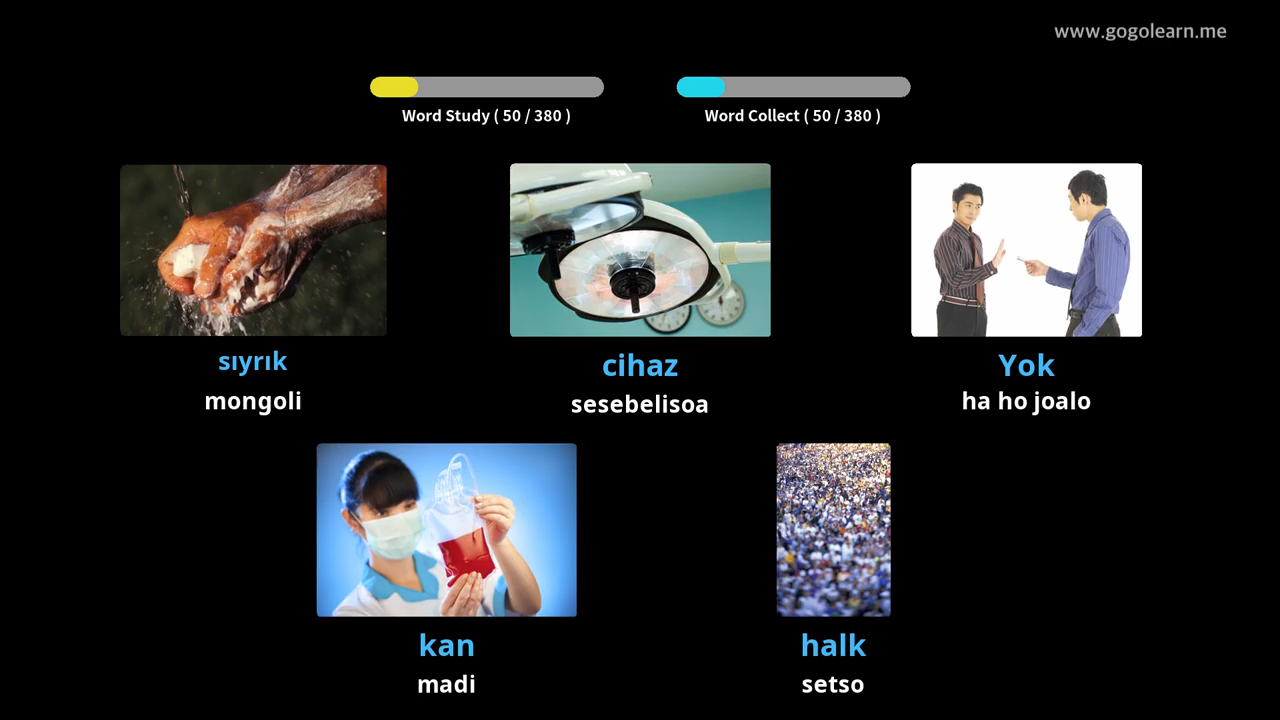 www.gogolearn.me
Word Study ( 50 / 380 )
Word Collect ( 50 / 380 )
sıyrık
mongoli
cihaz
sesebelisoa
Yok
ha ho joalo
kan
madi
halk
setso